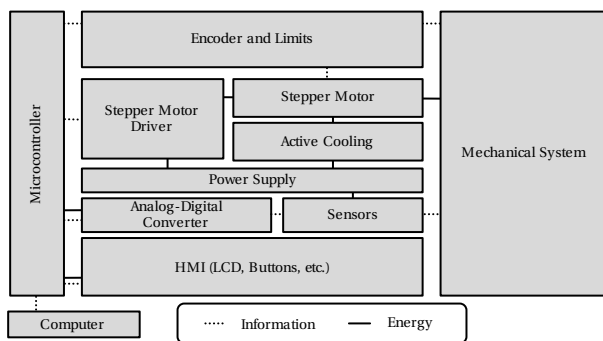 Microcontroller
Encoder and Limits
Stepper Motor
Driver
Stepper Motor
Active Cooling
Mechanical System
Power Supply
Analog-Digital
Converter
Sensors
HMI (LCD, Buttons, etc.)
Computer
Information
Energy